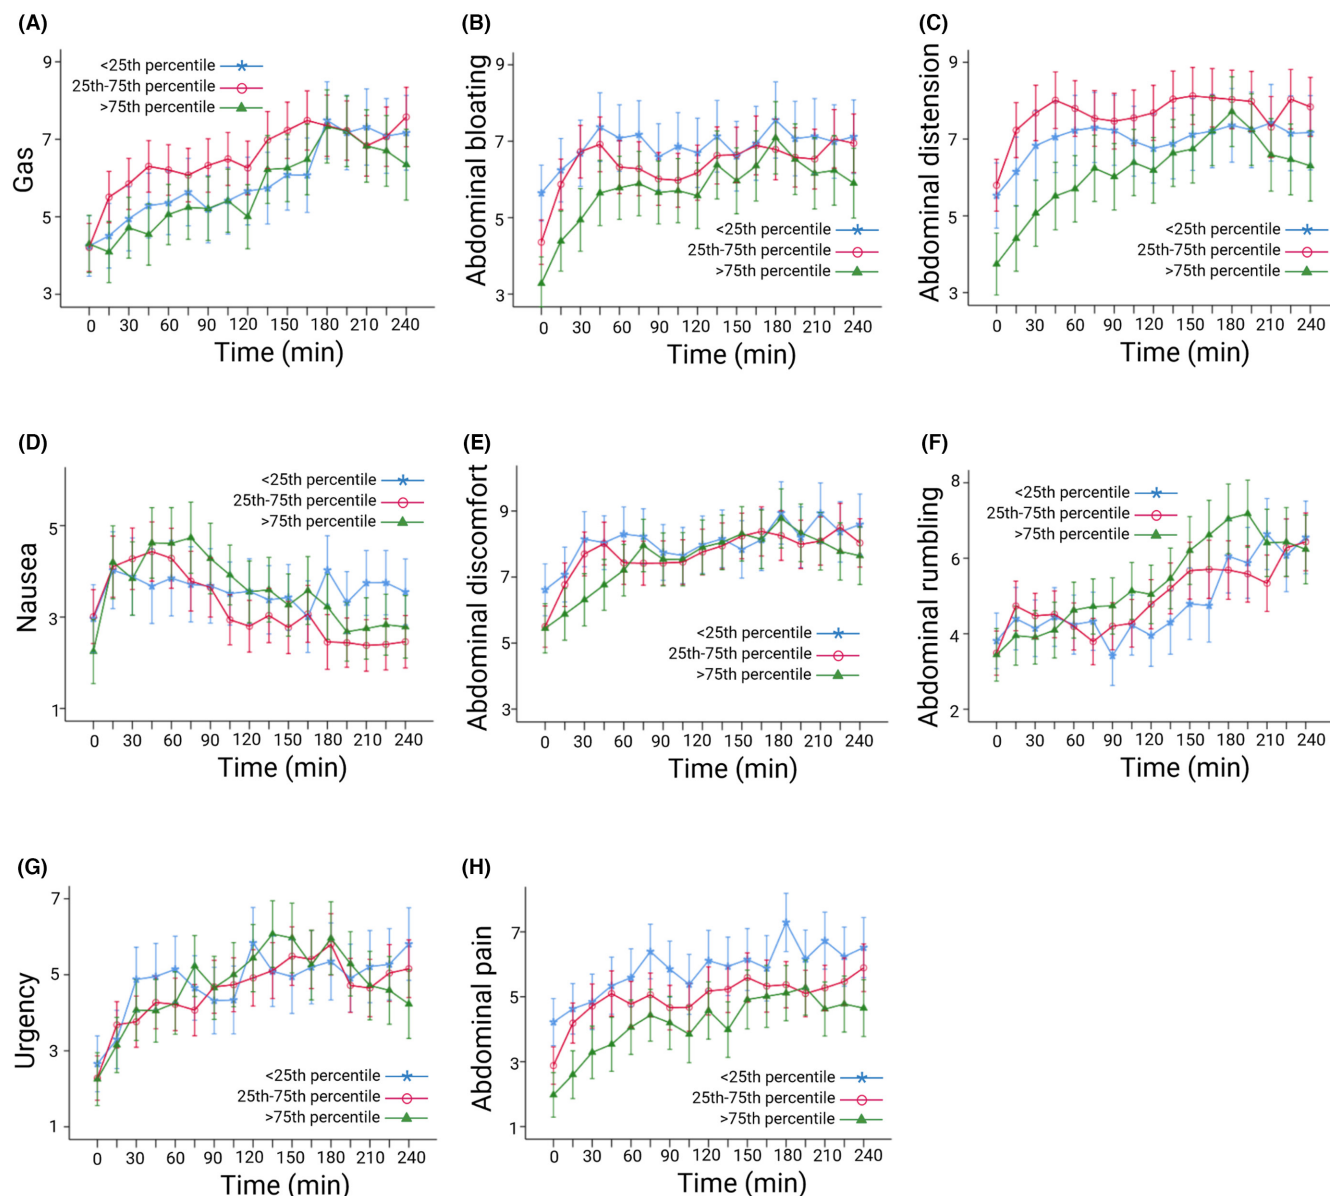 (A)
<25th percentile
25th-75th percentile
>75th percentile
9
7
5
3
Gas
0 30 60 90 120 150 180 210 240
Time (min)
(B)
9
7
5
3
Abdominal bloating
<25th percentile
25th-75th percentile
>75th percentile
0 30 60 90 120 150 180 210 240
Time (min)
(C)
9
7
5
3
Abdominal distension
<25th percentile
25th-75th percentile
>75th percentile
0 30 60 90 120 150 180 210 240
Time (min)
(D)
<25th percentile
25th-75th percentile
>75th percentile
5
3
1
Nausea
0 30 60 90 120 150 180 210 240
Time (min)
(E)
9
7
5
3
Abdominal discomfort
<25th percentile
25th-75th percentile
>75th percentile
0 30 60 90 120 150 180 210 240
Time (min)
(F)
<25th percentile
25th-75th percentile
>75th percentile
8
6
4
2
Abdominal rumbling
0 30 60 90 120 150 180 210 240
Time (min)
(G)
7
5
3
1
Urgency
<25th percentile
25th-75th percentile
>75th percentile
0 30 60 90 120 150 180 210 240
Time (min)
(H)
7
5
3
1
Abdominal pain
<25th percentile
25th-75th percentile
>75th percentile
0 30 60 90 120 150 180 210 240
Time (min)